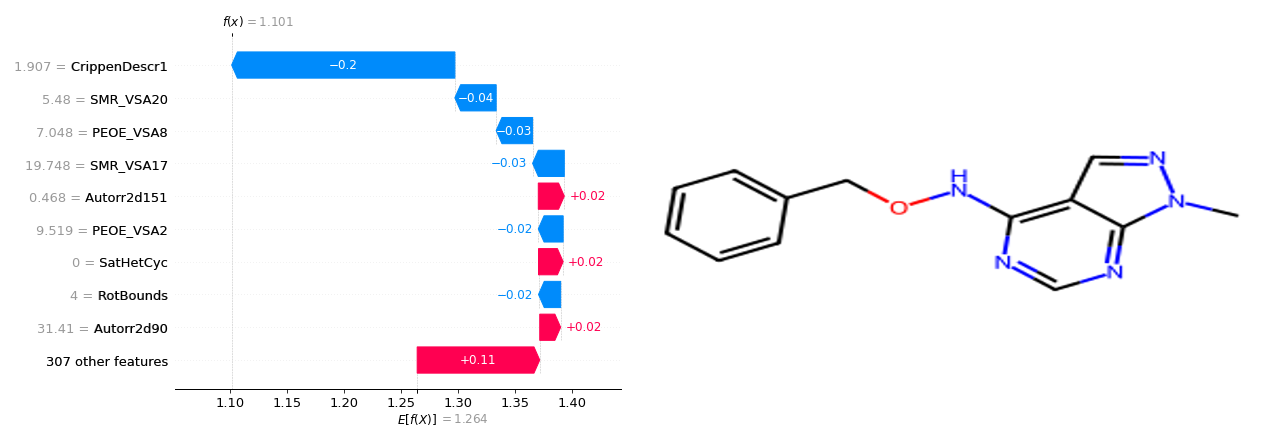 f(x) = 1.101
1.907 = CrippenDescr1
−0.2
5.48 = SMR_VSA20
−0.04
7.048 = PEOE_VSA8
−0.03
19.748 = SMR_VSA17
−0.03
0.468 = Autorr2d151
+0.02
9.519 = PEOE_VSA2
−0.02
0 = SatHetCyc
+0.02
4 = RotBounds
−0.02
31.41 = Autorr2d90
+0.02
307 other features
+0.11
1.10 1.15 1.20 1.25 1.30 1.35 1.40
E[f(X)] = 1.264
H
N
O
N
N
N
N